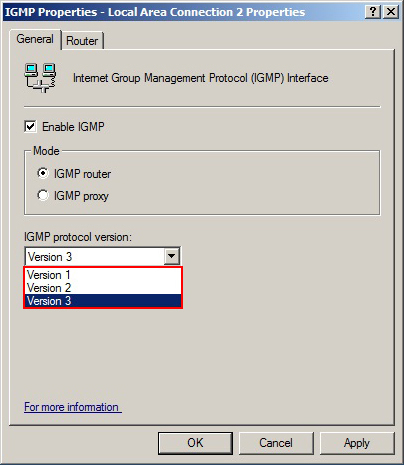 IGMP Properties - Local Area Connection 2 Properties
General
Router
Internet Group Management Protocol (IGMP) Interface
Enable IGMP
Mode
IGMP router
IGMP proxy
IGMP protocol version:
Version 3
Version 1
Version 2
Version 3
For more information
OK
Cancel
Apply